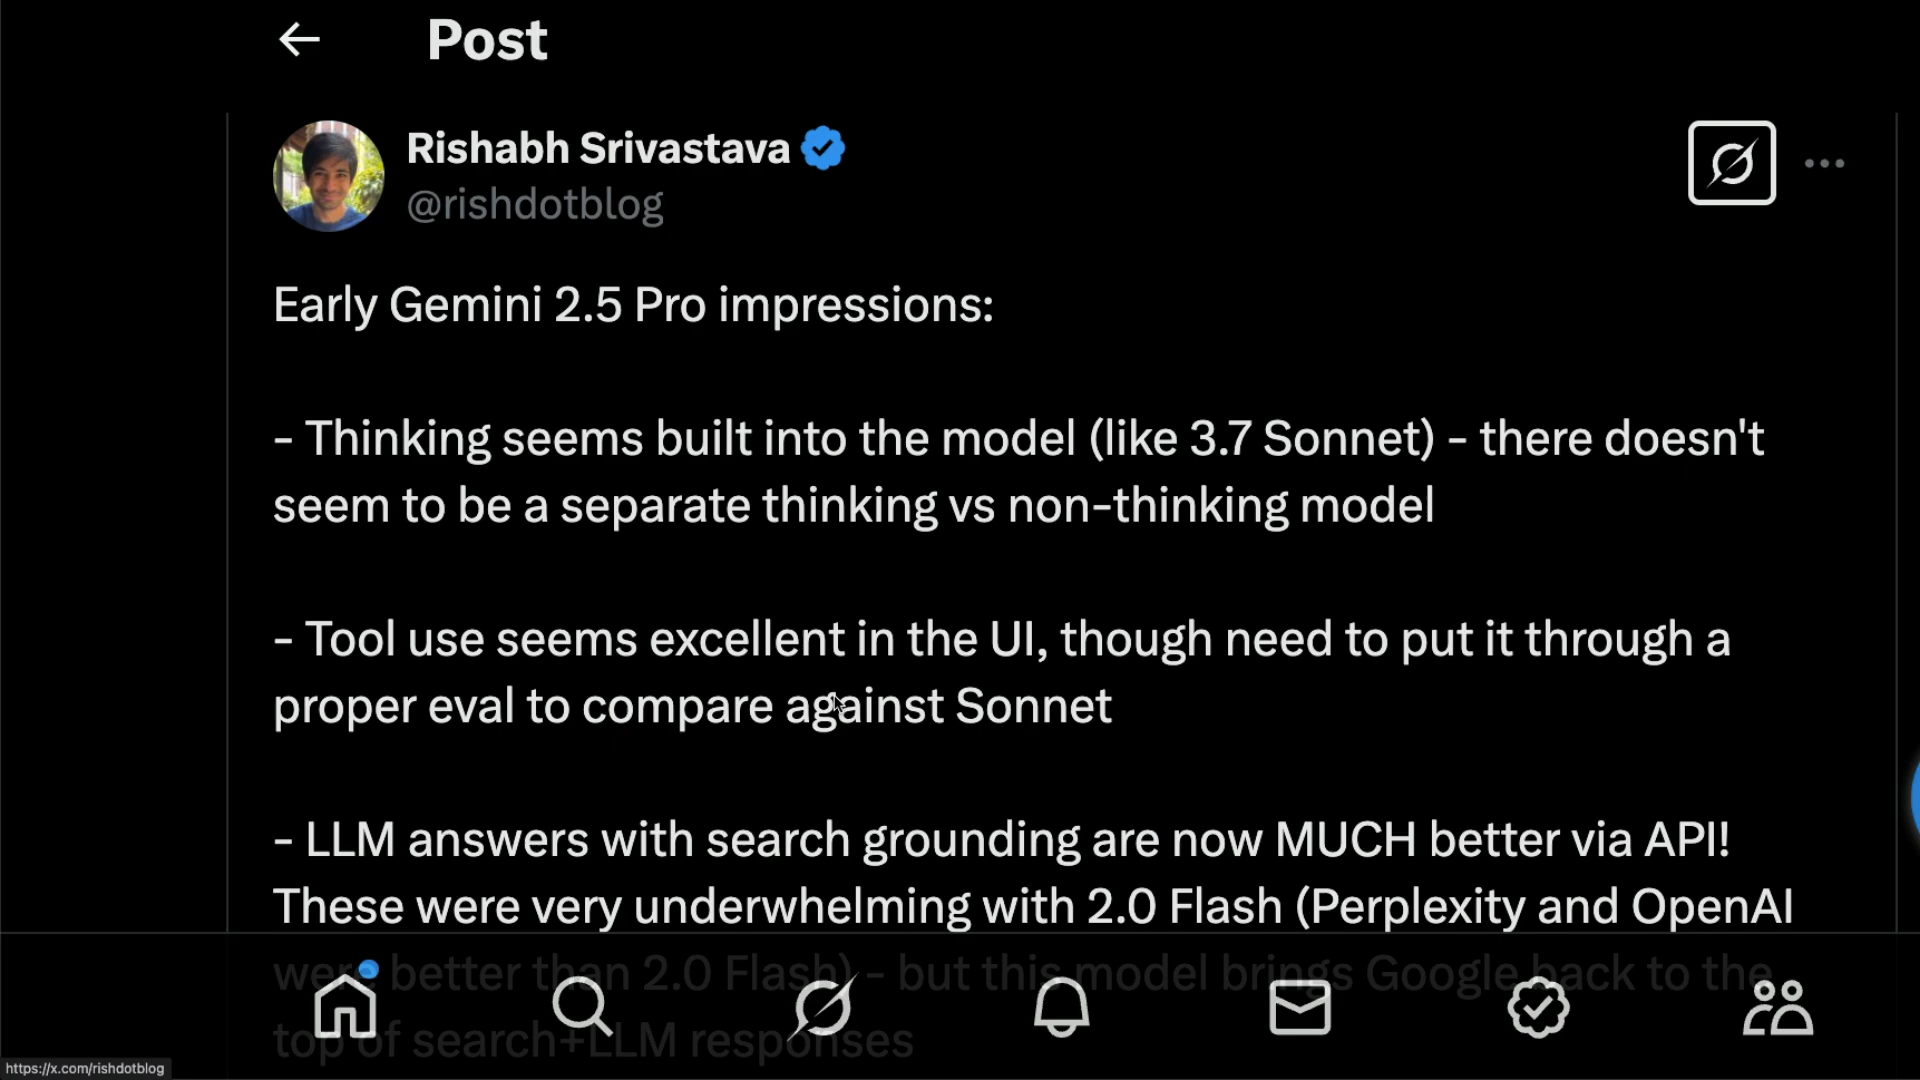 Post
Rishabh Srivastava
@rishdotblog
Early Gemini 2.5 Pro impressions:
- Thinking seems built into the model (like 3.7 Sonnet) - there doesn't
seem to be a separate thinking vs non-thinking model
- Tool use seems excellent in the UI, though need to put it through a
proper eval to compare against Sonnet
- LLM answers with search grounding are now MUCH better via API!
These were very underwhelming with 2.0 Flash (Perplexity and OpenAI
were better than 2.0 Flash) - but this model brings Google back to the
top of search+LLM responses
https://x.com/rishdotblog